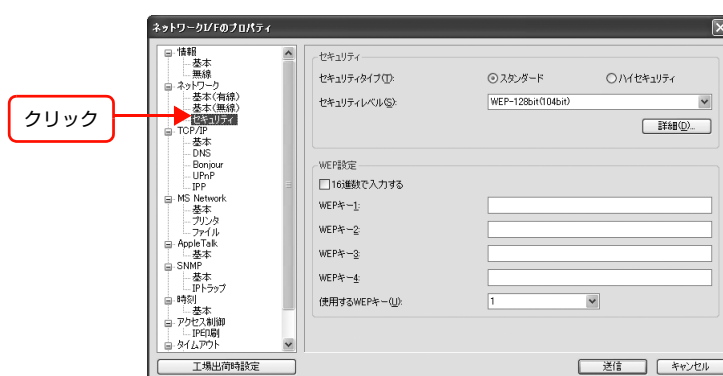 ネットワークI/Fのプロパティ
情報
基本
無線
ネットワーク
基本(有線)
基本(無線)
セキュリティ
TCP/IP
基本
DNS
Bonjour
UPnP
IPP
MS Network
基本
プリンタ
ファイル
AppleTalk
基本
SNMP
基本
IPトラップ
時刻
基本
アクセス制御
IPE印刷
タイムアウト
工場出荷時設定
クリック
セキュリティ
セキュリティタイプ(T):
スタンダード
ハイセキュリティ
セキュリティレベル(S):
WEP-128bit(104bit)
詳細(D)...
WEP設定
16進数で入力する
WEPキー1:
WEPキー2:
WEPキー3:
WEPキー4:
使用するWEPキー(U):
1
送信
キャンセル